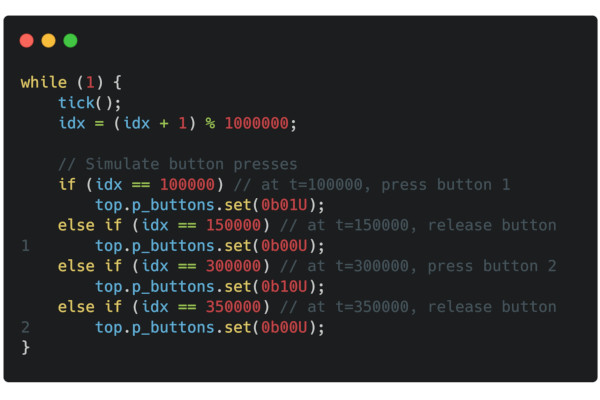 while (1) {
    tick();
    idx = (idx + 1) % 1000000;

    // Simulate button presses
    if (idx == 100000) // at t=100000, press button 1
        top.p_buttons.set(0b01U);
    else if (idx == 150000) // at t=150000, release button
1       top.p_buttons.set(0b00U);
    else if (idx == 300000) // at t=300000, press button 2
        top.p_buttons.set(0b10U);
    else if (idx == 350000) // at t=350000, release button
2       top.p_buttons.set(0b00U);
}